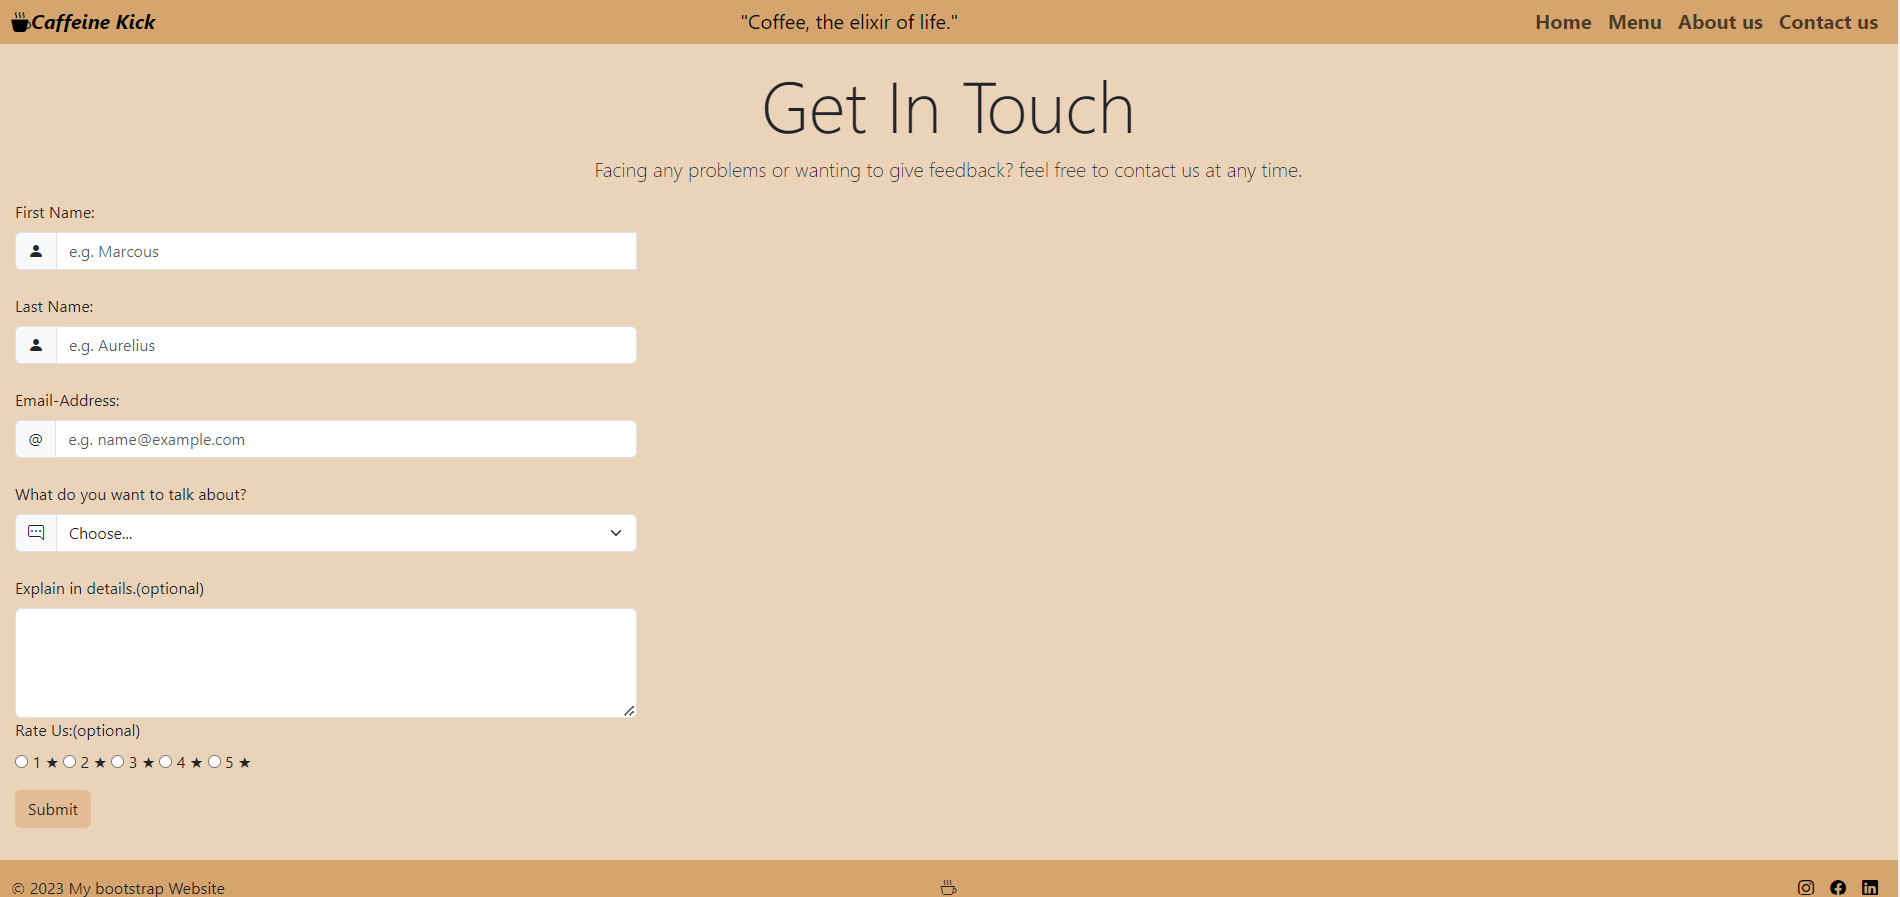 Caffeine Kick
"Coffee, the elixir of life."
Home Menu About us Contact us
Get In Touch
Facing any problems or wanting to give feedback? feel free to contact us at any time.
First Name:
e.g. Marcous
Last Name:
e.g. Aurelius
Email-Address:
@ e.g. name@example.com
What do you want to talk about?
Choose...
Explain in details.(optional)
Rate Us:(optional)
1 ★ 2 ★ 3 ★ 4 ★ 5 ★
Submit
© 2023 My bootstrap Website